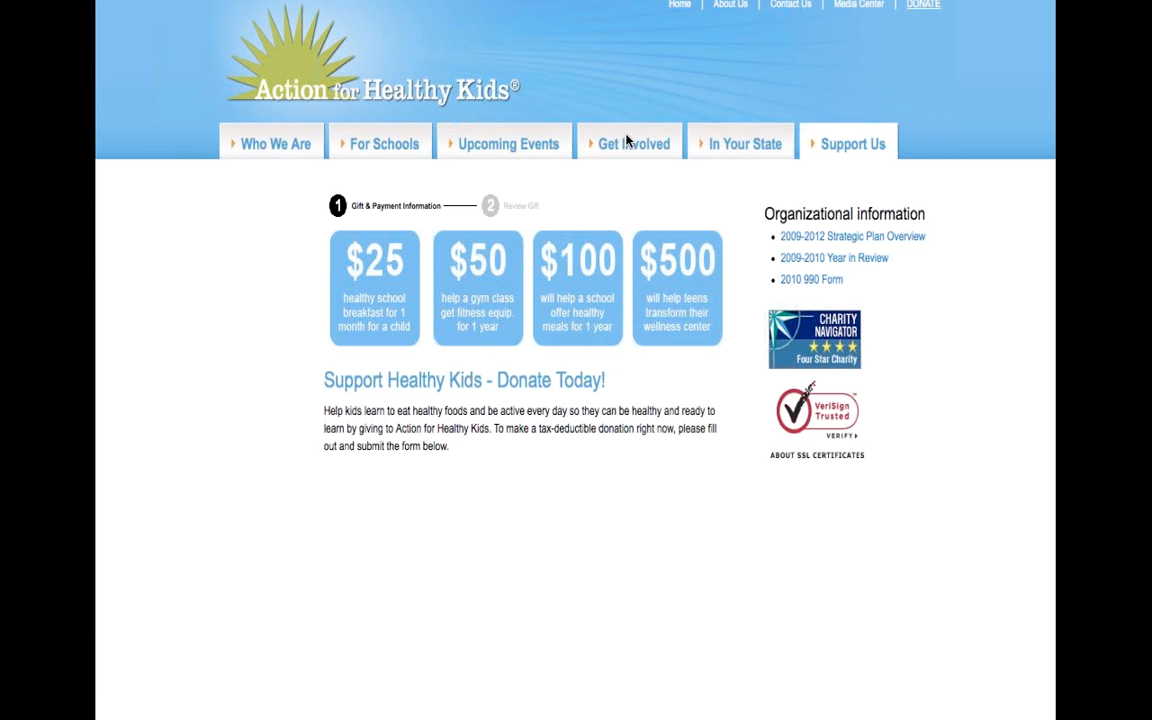 Home | About Us | Contact Us | Media Center | DONATE
Action for Healthy Kids®
Who We Are
For Schools
Upcoming Events
Get Involved
In Your State
Support Us
1 Gift & Payment Information
2 Review Gift
$25
healthy school
breakfast for 1
month for a child
$50
help a gym class
get fitness equip.
for 1 year
$100
will help a school
offer healthy
meals for 1 year
$500
will help teens
transform their
wellness center
Support Healthy Kids - Donate Today!
Help kids learn to eat healthy foods and be active every day so they can be healthy and ready to
learn by giving to Action for Healthy Kids. To make a tax-deductible donation right now, please fill
out and submit the form below.
Organizational information
2009-2012 Strategic Plan Overview
2009-2010 Year in Review
2010 990 Form
CHARITY
NAVIGATOR
Four Star Charity
VeriSign
Trusted
VERIFY
ABOUT SSL CERTIFICATES